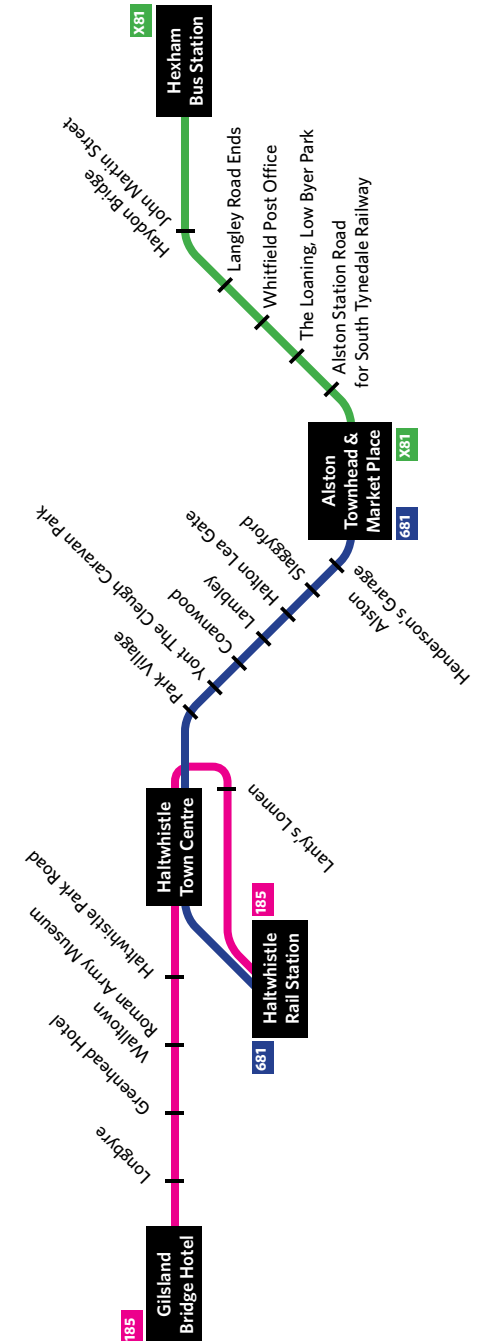 185
Gilsland
Bridge Hotel
Longbyre
Greenhead Hotel
Walltown
Roman Army Museum
Haltwhistle Park Road
681
Haltwhistle
Rail Station
185
Haltwhistle
Town Centre
Lanty's Lonnen
Park Village
Yont The Cleugh Caravan Park
Coanwood
Lambley
Halton Lea Gate
Slaggyford
Alston
Henderson's Garage
681
Alston
Townhead &
Market Place
X81
Alston Station Road
for South Tynedale Railway
The Loaning, Low Byer Park
Whitfield Post Office
Langley Road Ends
Haydon Bridge
John Martin Street
Hexham
Bus Station
X81